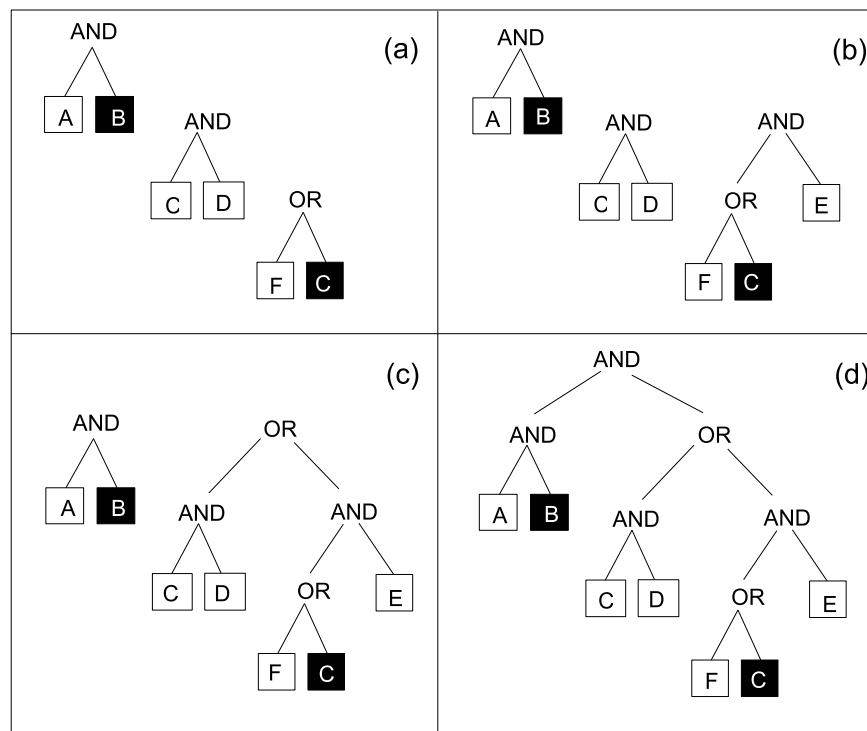 AND
(a)
A B
AND
C D
OR
F C
AND
(b)
A B
AND AND
C D
OR
E
F C
(c)
AND
OR
A B
AND AND
C D
OR
E
F C
AND
(d)
AND
OR
A B
AND AND
C D
OR
E
F C